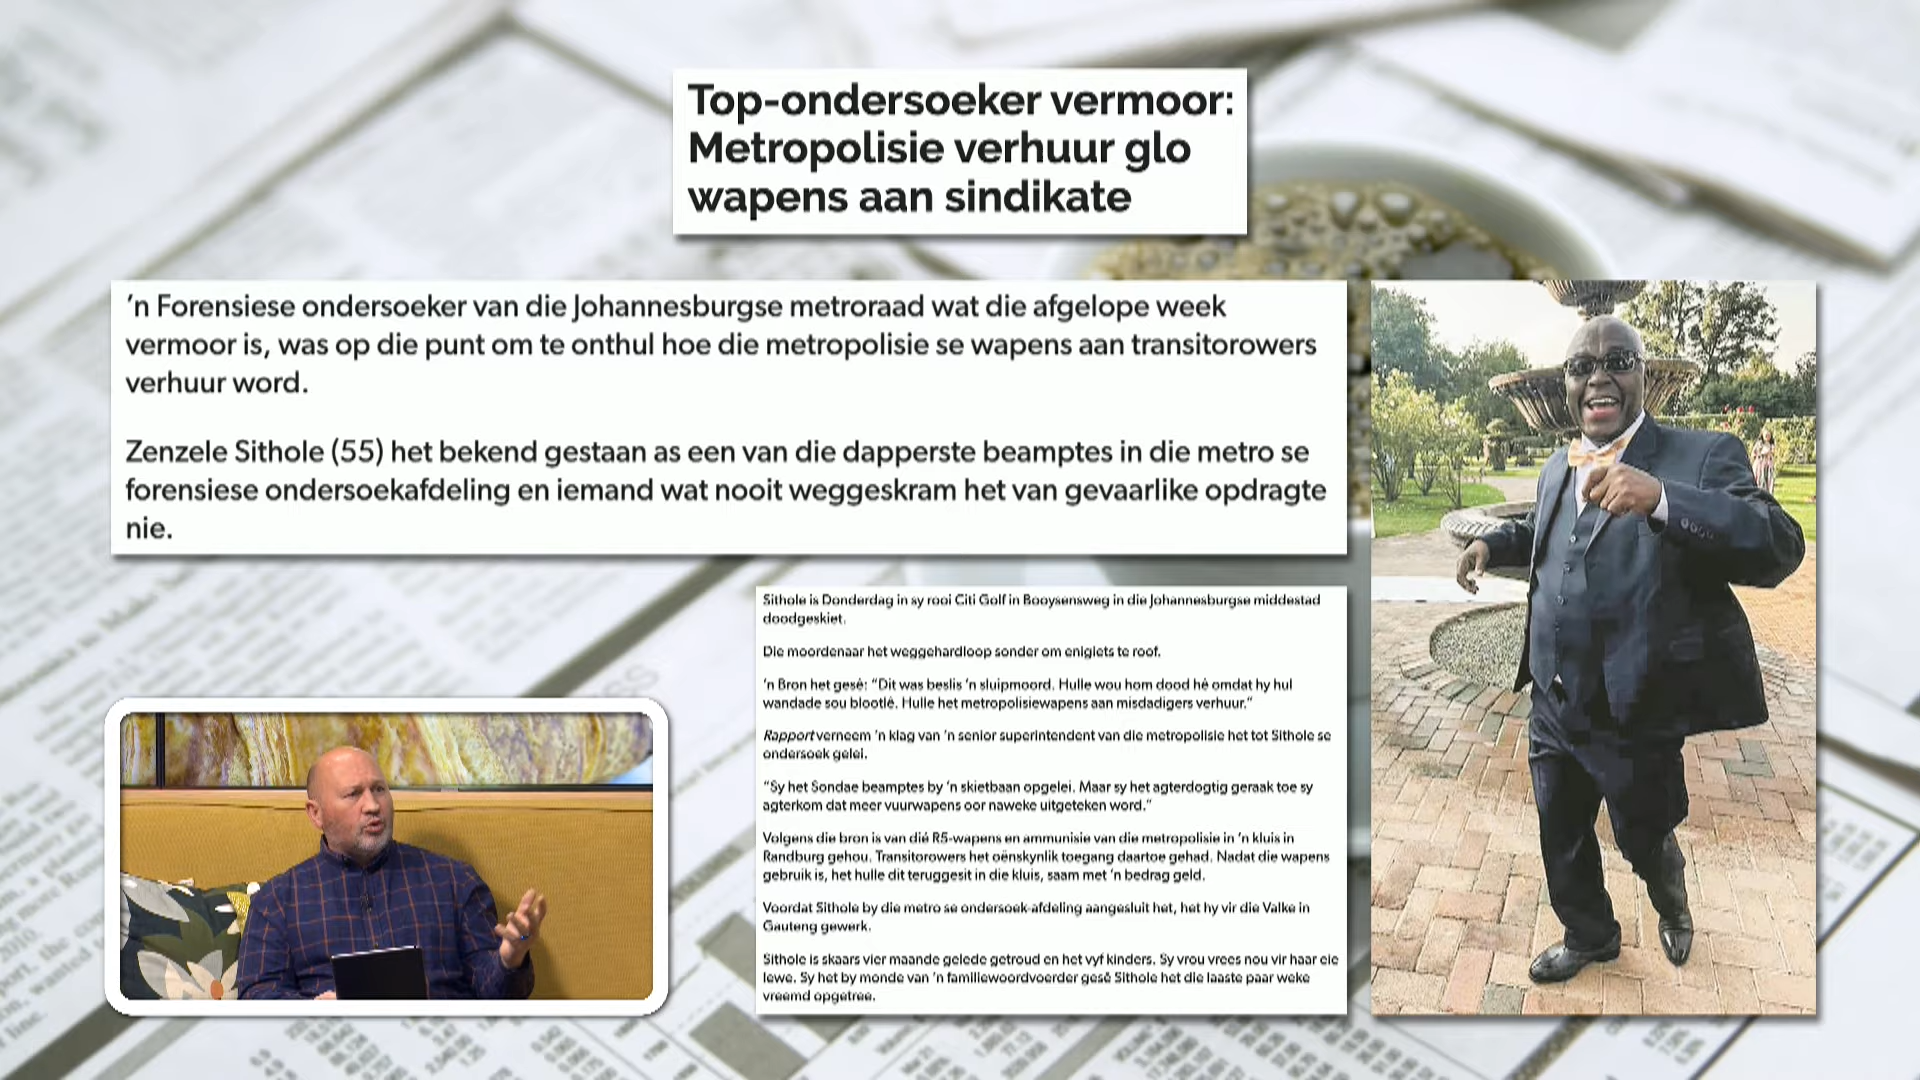 Top-ondersoeker vermoor:
Metropolisie verhuur glo
wapens aan sindikate
’n Forensiese ondersoeker van die Johannesburgse metroraad wat die afgelope week
vermoor is, was op die punt om te onthul hoe die metropolisie se wapens aan transitorowers
verhuur word.
Zenzele Sithole (55) het bekend gestaan as een van die dapperste beamptes in die metro se
forensiese ondersoekafdeling en iemand wat nooit weggeskram het van gevaarlike opdragte
nie.
Sithole is Donderdag in sy rooi Citi Golf in Booysensweg in die Johannesburgse middestad
doodgeskiet.
Die moordenaar het weggehardloop sonder om enigiets te roof.
’n Bron het gesê: “Dit was beslis ’n sluipmoord. Hulle wou hom dood hê omdat hy hul
wandade sou blootlê. Hulle het metropolisiewapens aan misdadigers verhuur.”
Rapport verneem ’n klag van ’n senior superintendent van die metropolisie het tot Sithole se
ondersoek gelei.
“Sy het Sondae beamptes by ’n skietbaan opgelei. Maar sy het agterdogtig geraak toe sy
agterkom dat meer vuurwapens oor naweke uitgeteken word.”
Volgens die bron is van dié R5-wapens en ammunisie van die metropolisie in ’n kluis in
Randburg gehou. Transitorowers het oënskynlik toegang daartoe gehad. Nadat die wapens
gebruik is, het hulle dit teruggesit in die kluis, saam met ’n bedrag geld.
Voordat Sithole by die metro se ondersoek-afdeling aangesluit het, het hy vir die Valke in
Gauteng gewerk.
Sithole is skaars vier maande gelede getroud en het vyf kinders. Sy vrou vrees nou vir haar eie
lewe. Sy het by monde van ’n familiewoordvoerder gesê Sithole het die laaste paar weke
vreemd opgetree.